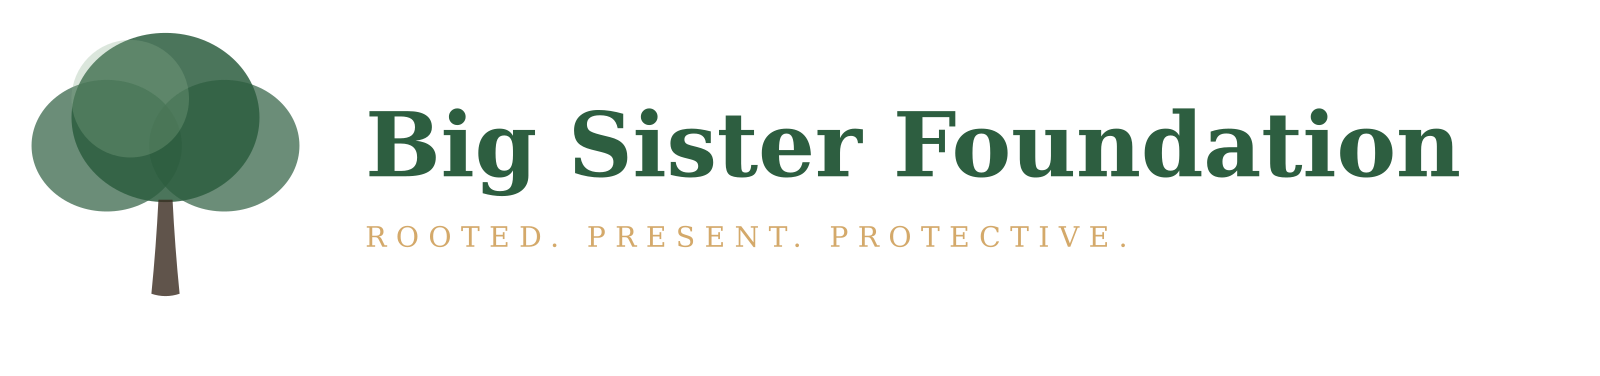 Big Sister Foundation
ROOTED. PRESENT. PROTECTIVE.